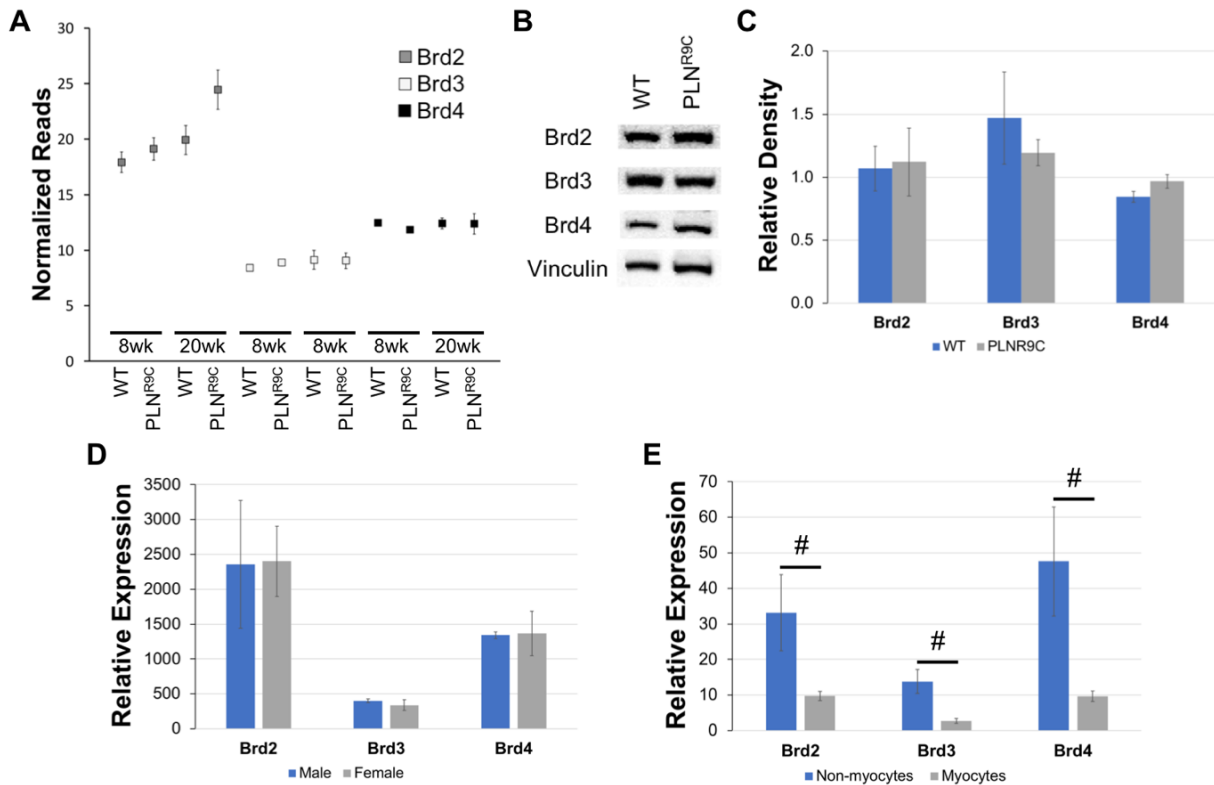 A
30
25
20
15
10
5
0
Normalized Reads
Brd2
Brd3
Brd4
8wk 20wk 8wk 8wk 8wk 20wk
WT PLNR9C WT PLNR9C WT PLNR9C WT PLNR9C WT PLNR9C WT PLNR9C
B
WT PLNR9C
Brd2
Brd3
Brd4
Vinculin
C
2.0
1.5
1.0
0.5
0.0
Relative Density
Brd2 Brd3 Brd4
WT PLNR9C
D
3500
3000
2500
2000
1500
1000
500
0
Relative Expression
Brd2 Brd3 Brd4
Male Female
E
70
60
50
40
30
20
10
0
Relative Expression
# # #
Brd2 Brd3 Brd4
Non-myocytes Myocytes